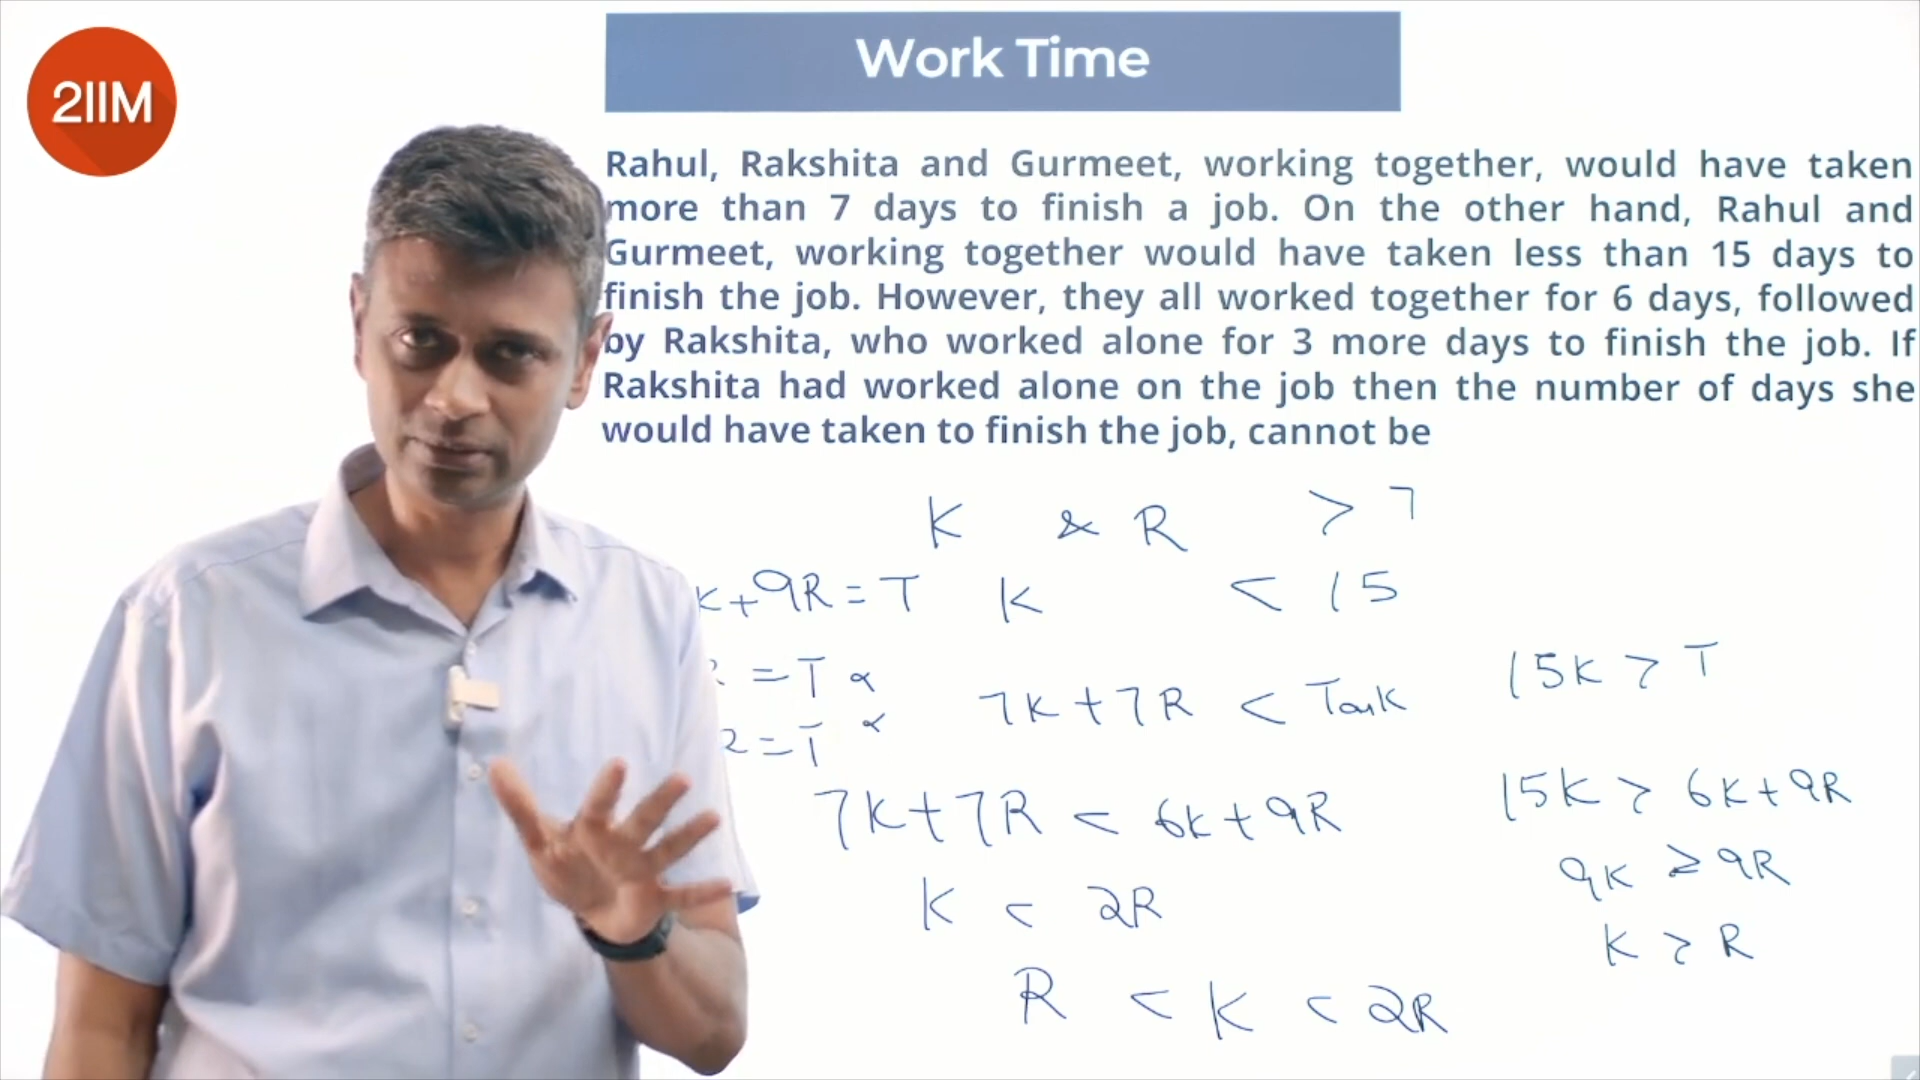 2IIM
Work Time
Rahul, Rakshita and Gurmeet, working together, would have taken
more than 7 days to finish a job. On the other hand, Rahul and
Gurmeet, working together would have taken less than 15 days to
finish the job. However, they all worked together for 6 days, followed
by Rakshita, who worked alone for 3 more days to finish the job. If
Rakshita had worked alone on the job then the number of days she
would have taken to finish the job, cannot be
K & R > 7
K+9R=T K < 15
=T α
7K+7R < Task 15K > T
R=T α
7K+7R < 6K+9R 15K > 6K+9R
9K > 9R
K < 2R
K > R
R < K < 2R